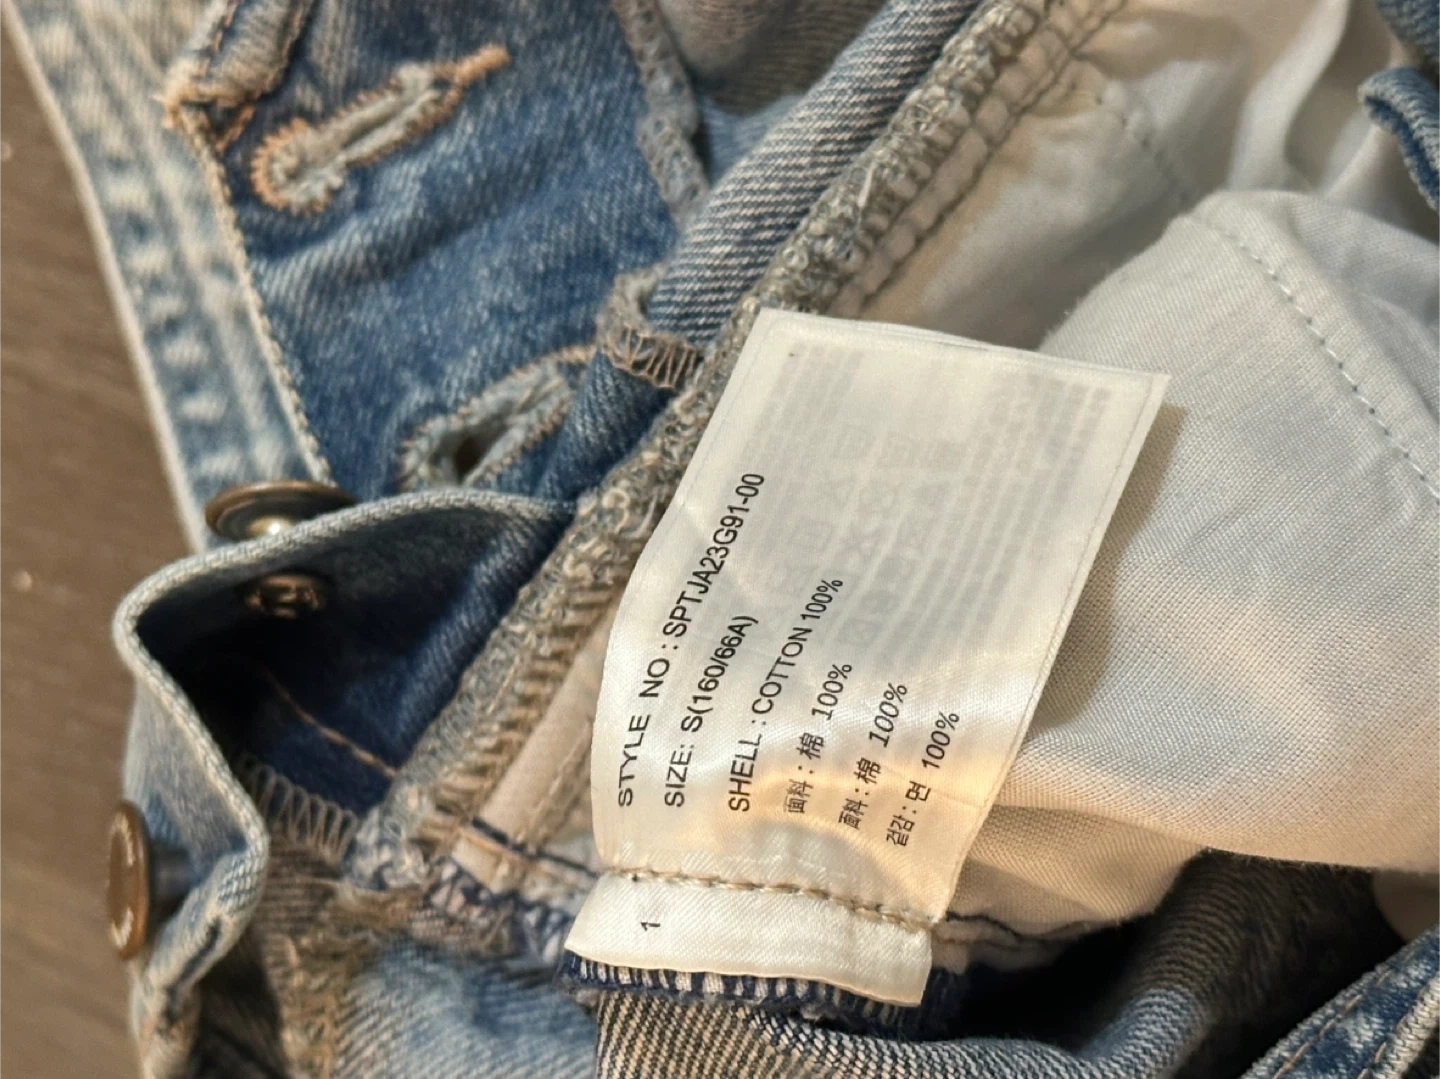 STYLE NO : SPTJA23G91-00
SIZE: S(160/66A)
SHELL : COTTON 100%
面料 : 棉 100%
面料 : 棉 100%
겉감 : 면 100%
1